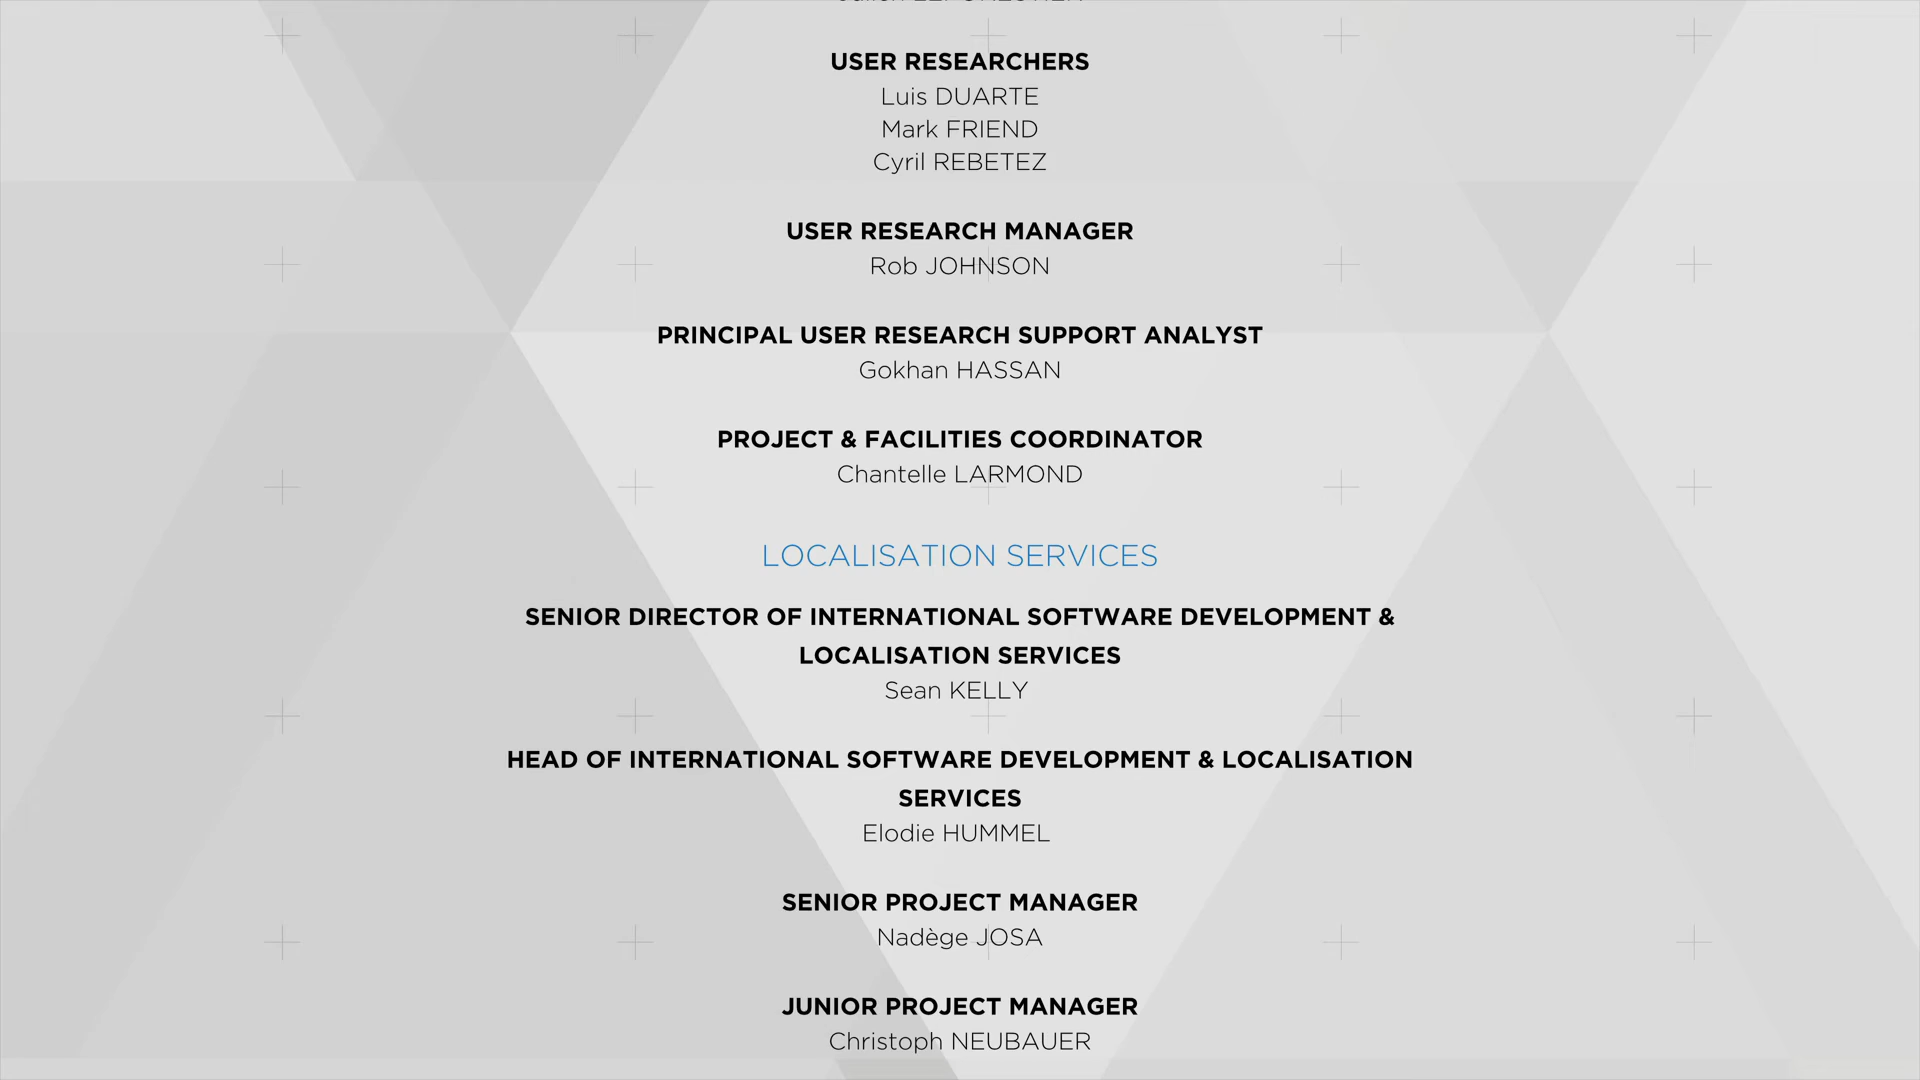 USER RESEARCHERS
Luis DUARTE
Mark FRIEND
Cyril REBETEZ
USER RESEARCH MANAGER
Rob JOHNSON
PRINCIPAL USER RESEARCH SUPPORT ANALYST
Gokhan HASSAN
PROJECT & FACILITIES COORDINATOR
Chantelle LARMOND
LOCALISATION SERVICES
SENIOR DIRECTOR OF INTERNATIONAL SOFTWARE DEVELOPMENT &
LOCALISATION SERVICES
Sean KELLY
HEAD OF INTERNATIONAL SOFTWARE DEVELOPMENT & LOCALISATION
SERVICES
Elodie HUMMEL
SENIOR PROJECT MANAGER
Nadège JOSA
JUNIOR PROJECT MANAGER
Christoph NEUBAUER